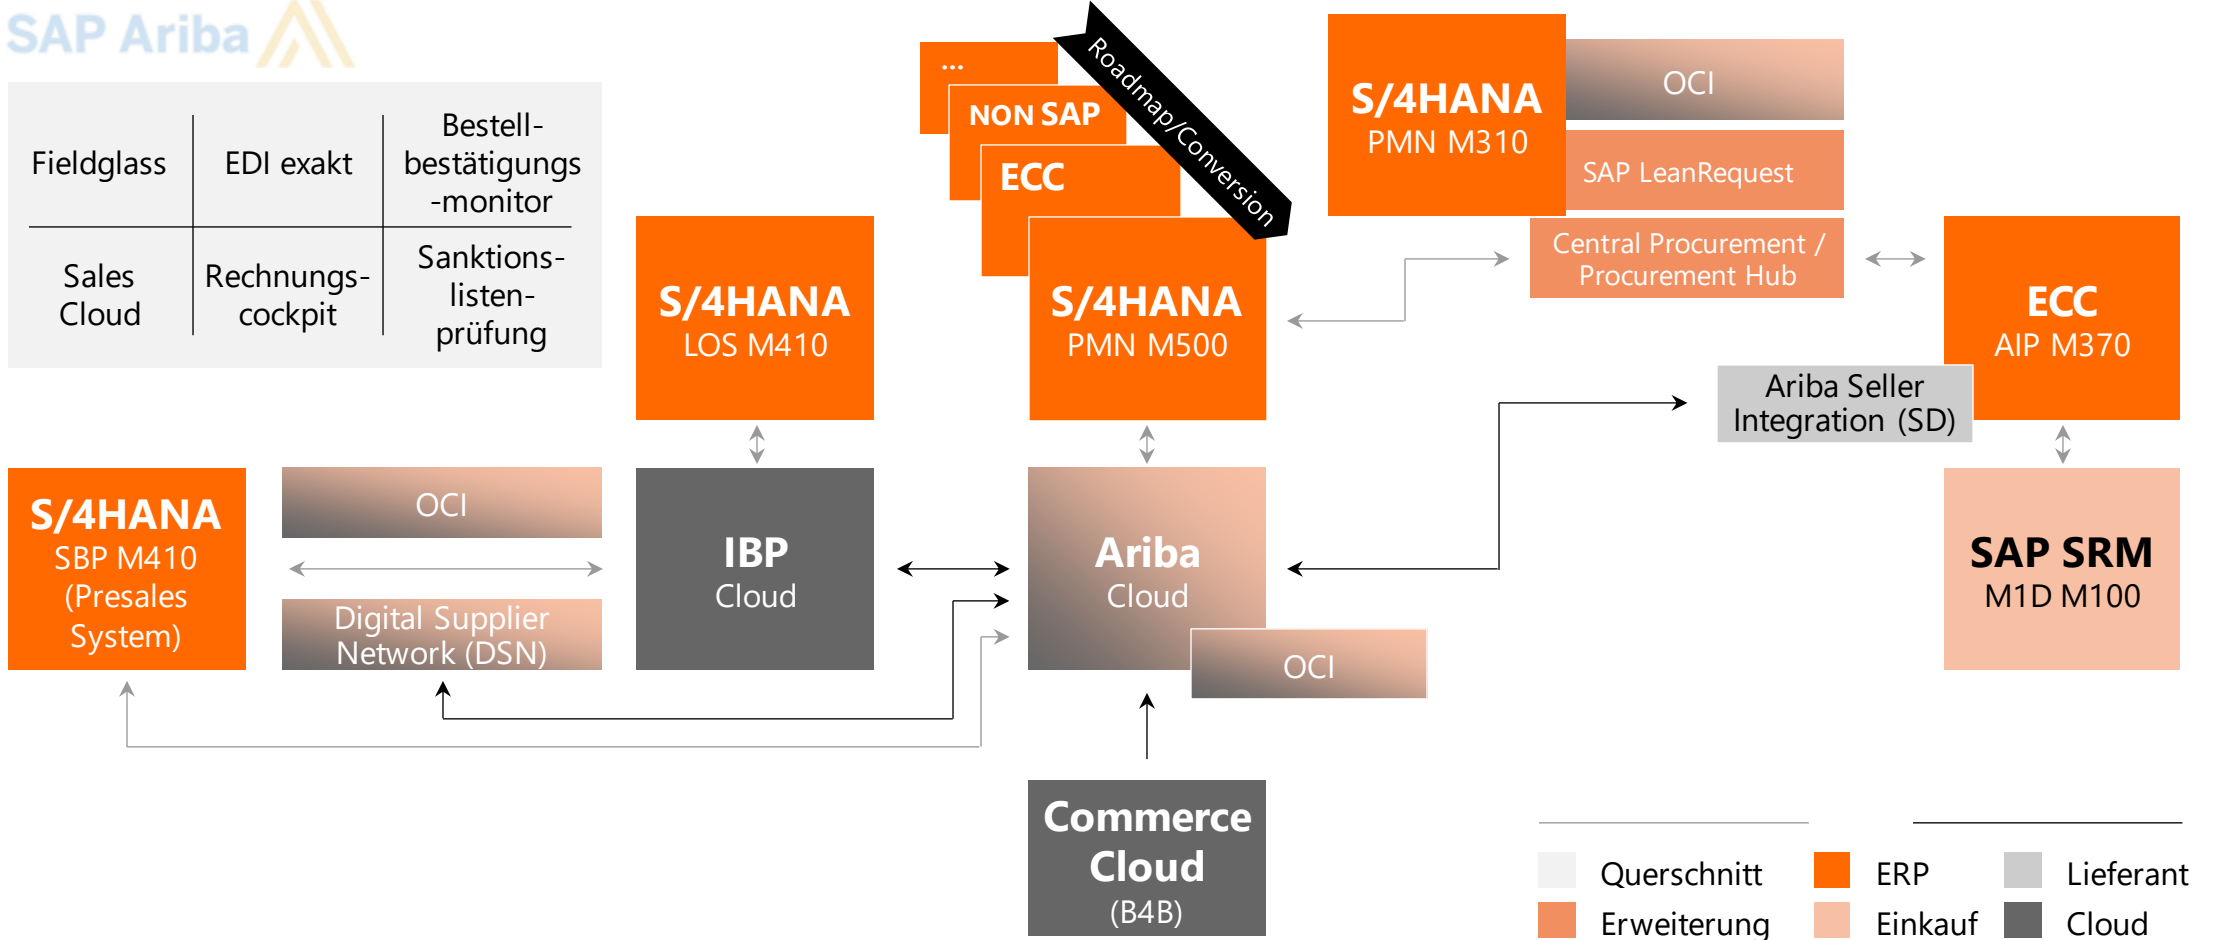 SAP Ariba
Fieldglass
EDI exakt
Bestell-
bestätigungs
-monitor
Sales
Cloud
Rechnungs-
cockpit
Sanktions-
listen-
prüfung
...
NON SAP
ECC
Roadmap/Conversion
S/4HANA
PMN M500
S/4HANA
PMN M310
OCI
SAP LeanRequest
Central Procurement /
Procurement Hub
S/4HANA
LOS M410
ECC
AIP M370
Ariba Seller
Integration (SD)
S/4HANA
SBP M410
(Presales
System)
OCI
Digital Supplier
Network (DSN)
IBP
Cloud
Ariba
Cloud
OCI
SAP SRM
M1D M100
Commerce
Cloud
(B4B)
Querschnitt
ERP
Lieferant
Erweiterung
Einkauf
Cloud